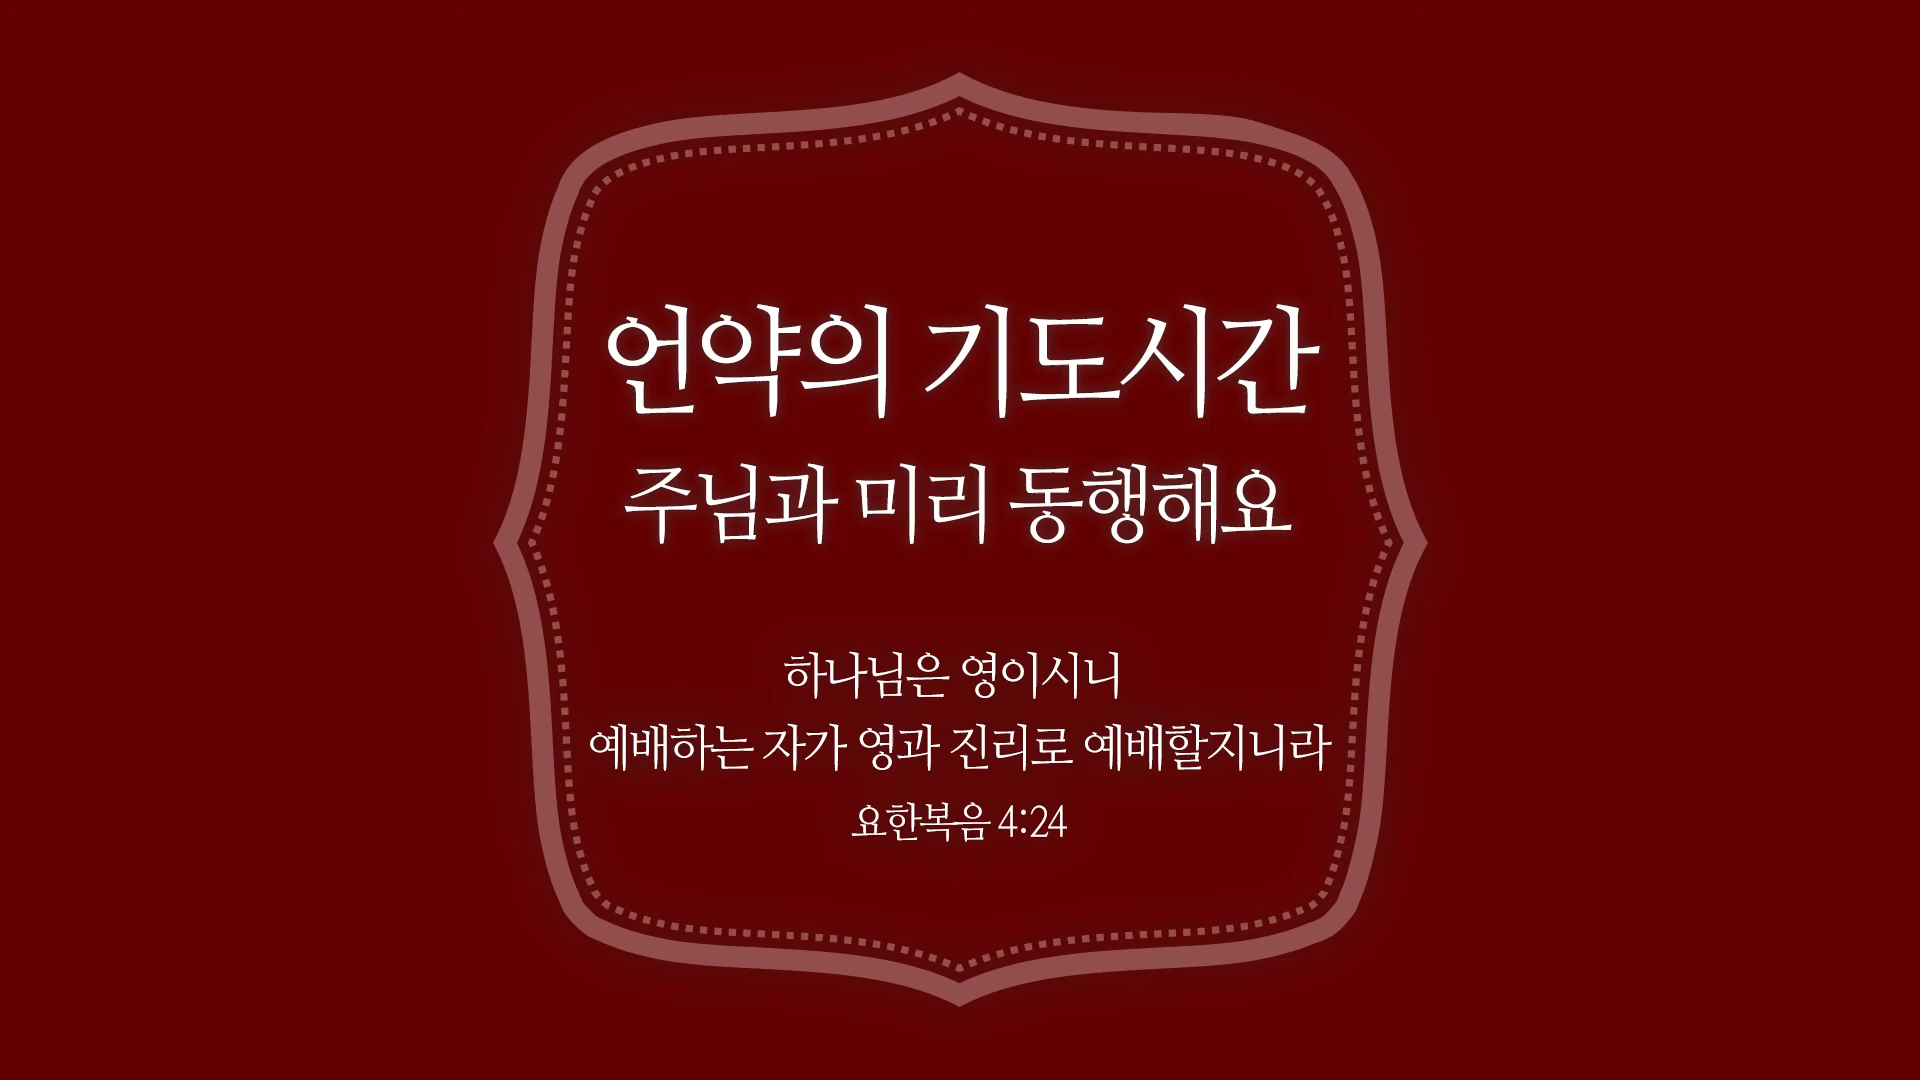 언약의 기도시간
주님과 미리 동행해요
하나님은 영이시니
예배하는 자가 영과 진리로 예배할지니라
요한복음 4:24